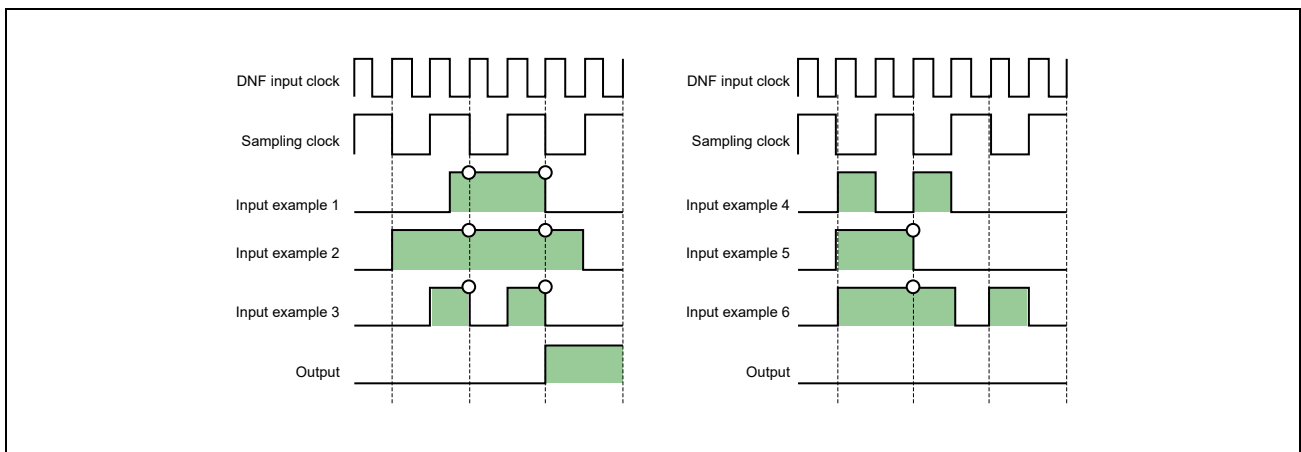 DNF input clock
Sampling clock
Input example 1
Input example 2
Input example 3
Output
DNF input clock
Sampling clock
Input example 4
Input example 5
Input example 6
Output